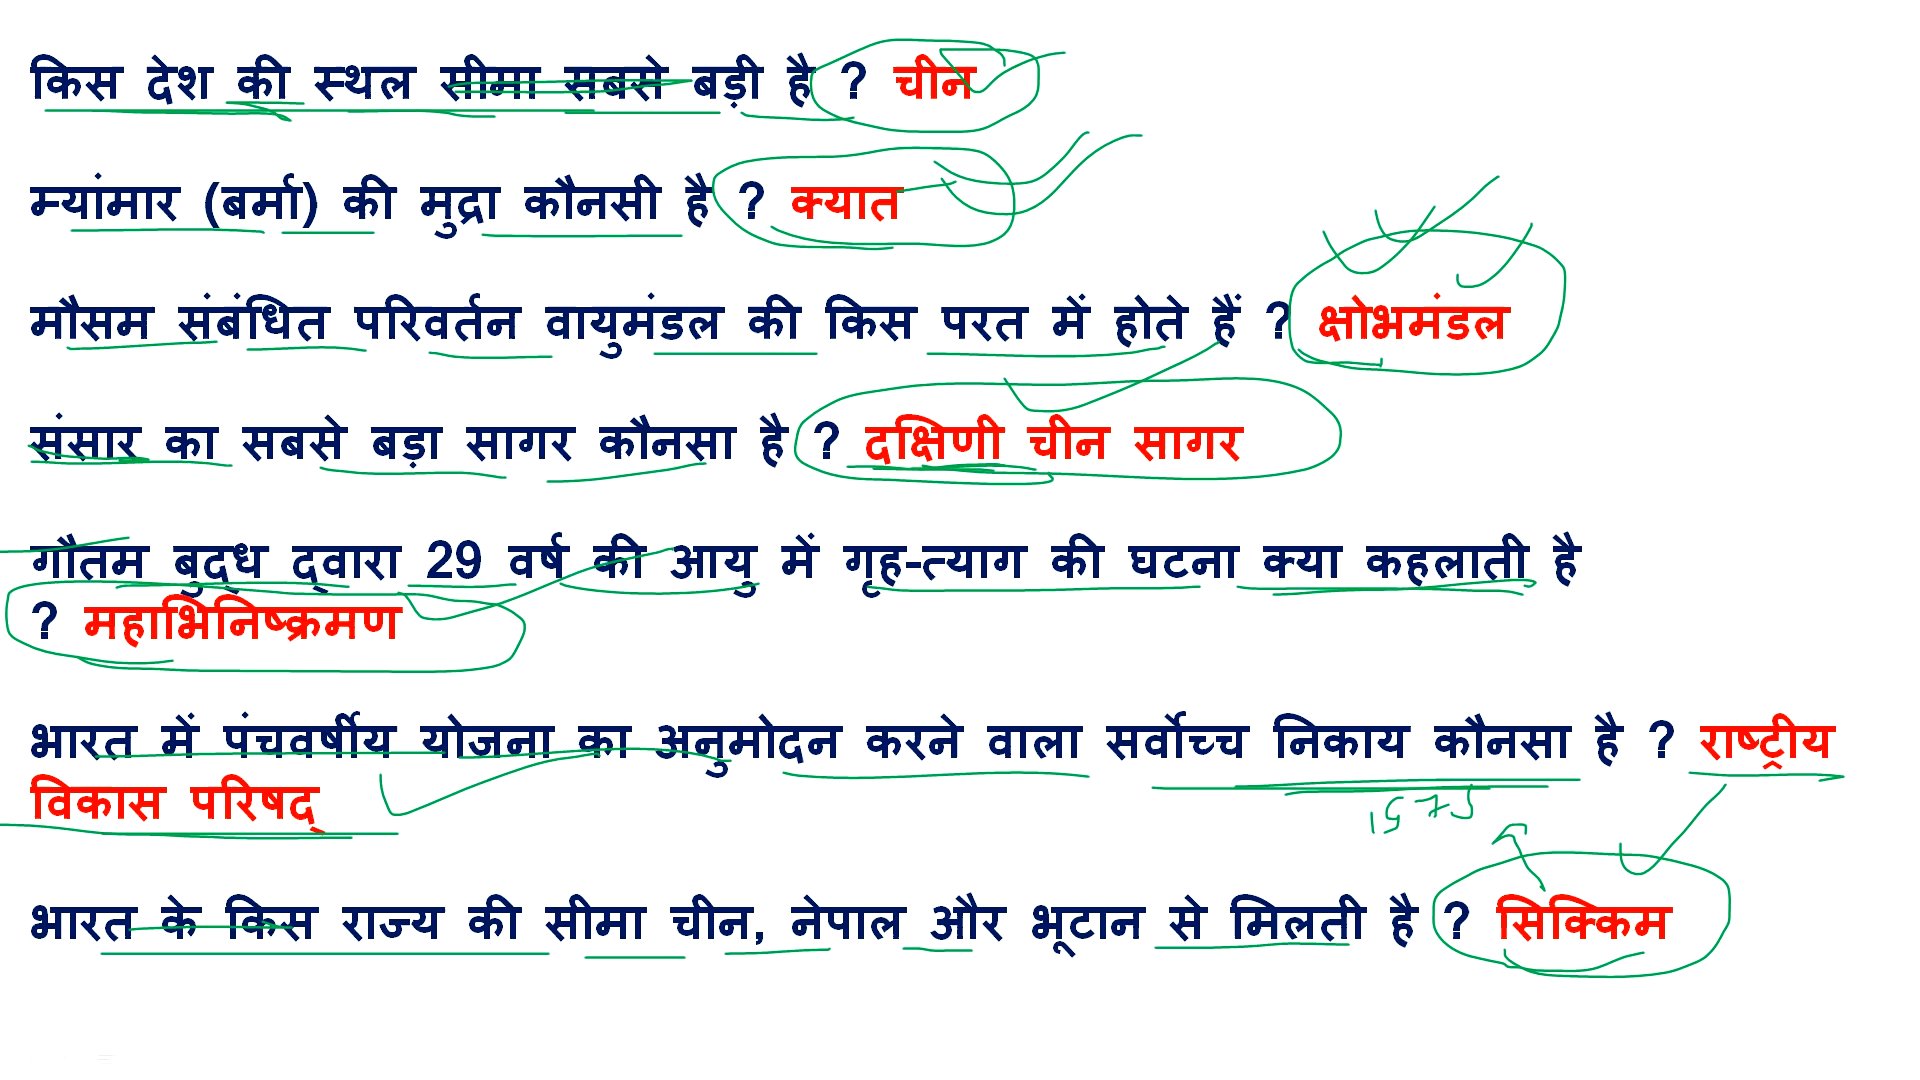 किस देश की स्थल सीमा सबसे बड़ी है ? चीन
म्यांमार (बर्मा) की मुद्रा कौनसी है ? क्यात
मौसम संबंधित परिवर्तन वायुमंडल की किस परत में होते हैं ? क्षोभमंडल
संसार का सबसे बड़ा सागर कौनसा है ? दक्षिणी चीन सागर
गौतम बुद्ध द्वारा 29 वर्ष की आयु में गृह-त्याग की घटना क्या कहलाती है
? महाभिनिष्क्रमण
भारत में पंचवर्षीय योजना का अनुमोदन करने वाला सर्वोच्च निकाय कौनसा है ? राष्ट्रीय
विकास परिषद्
1975
भारत के किस राज्य की सीमा चीन, नेपाल और भूटान से मिलती है ? सिक्किम